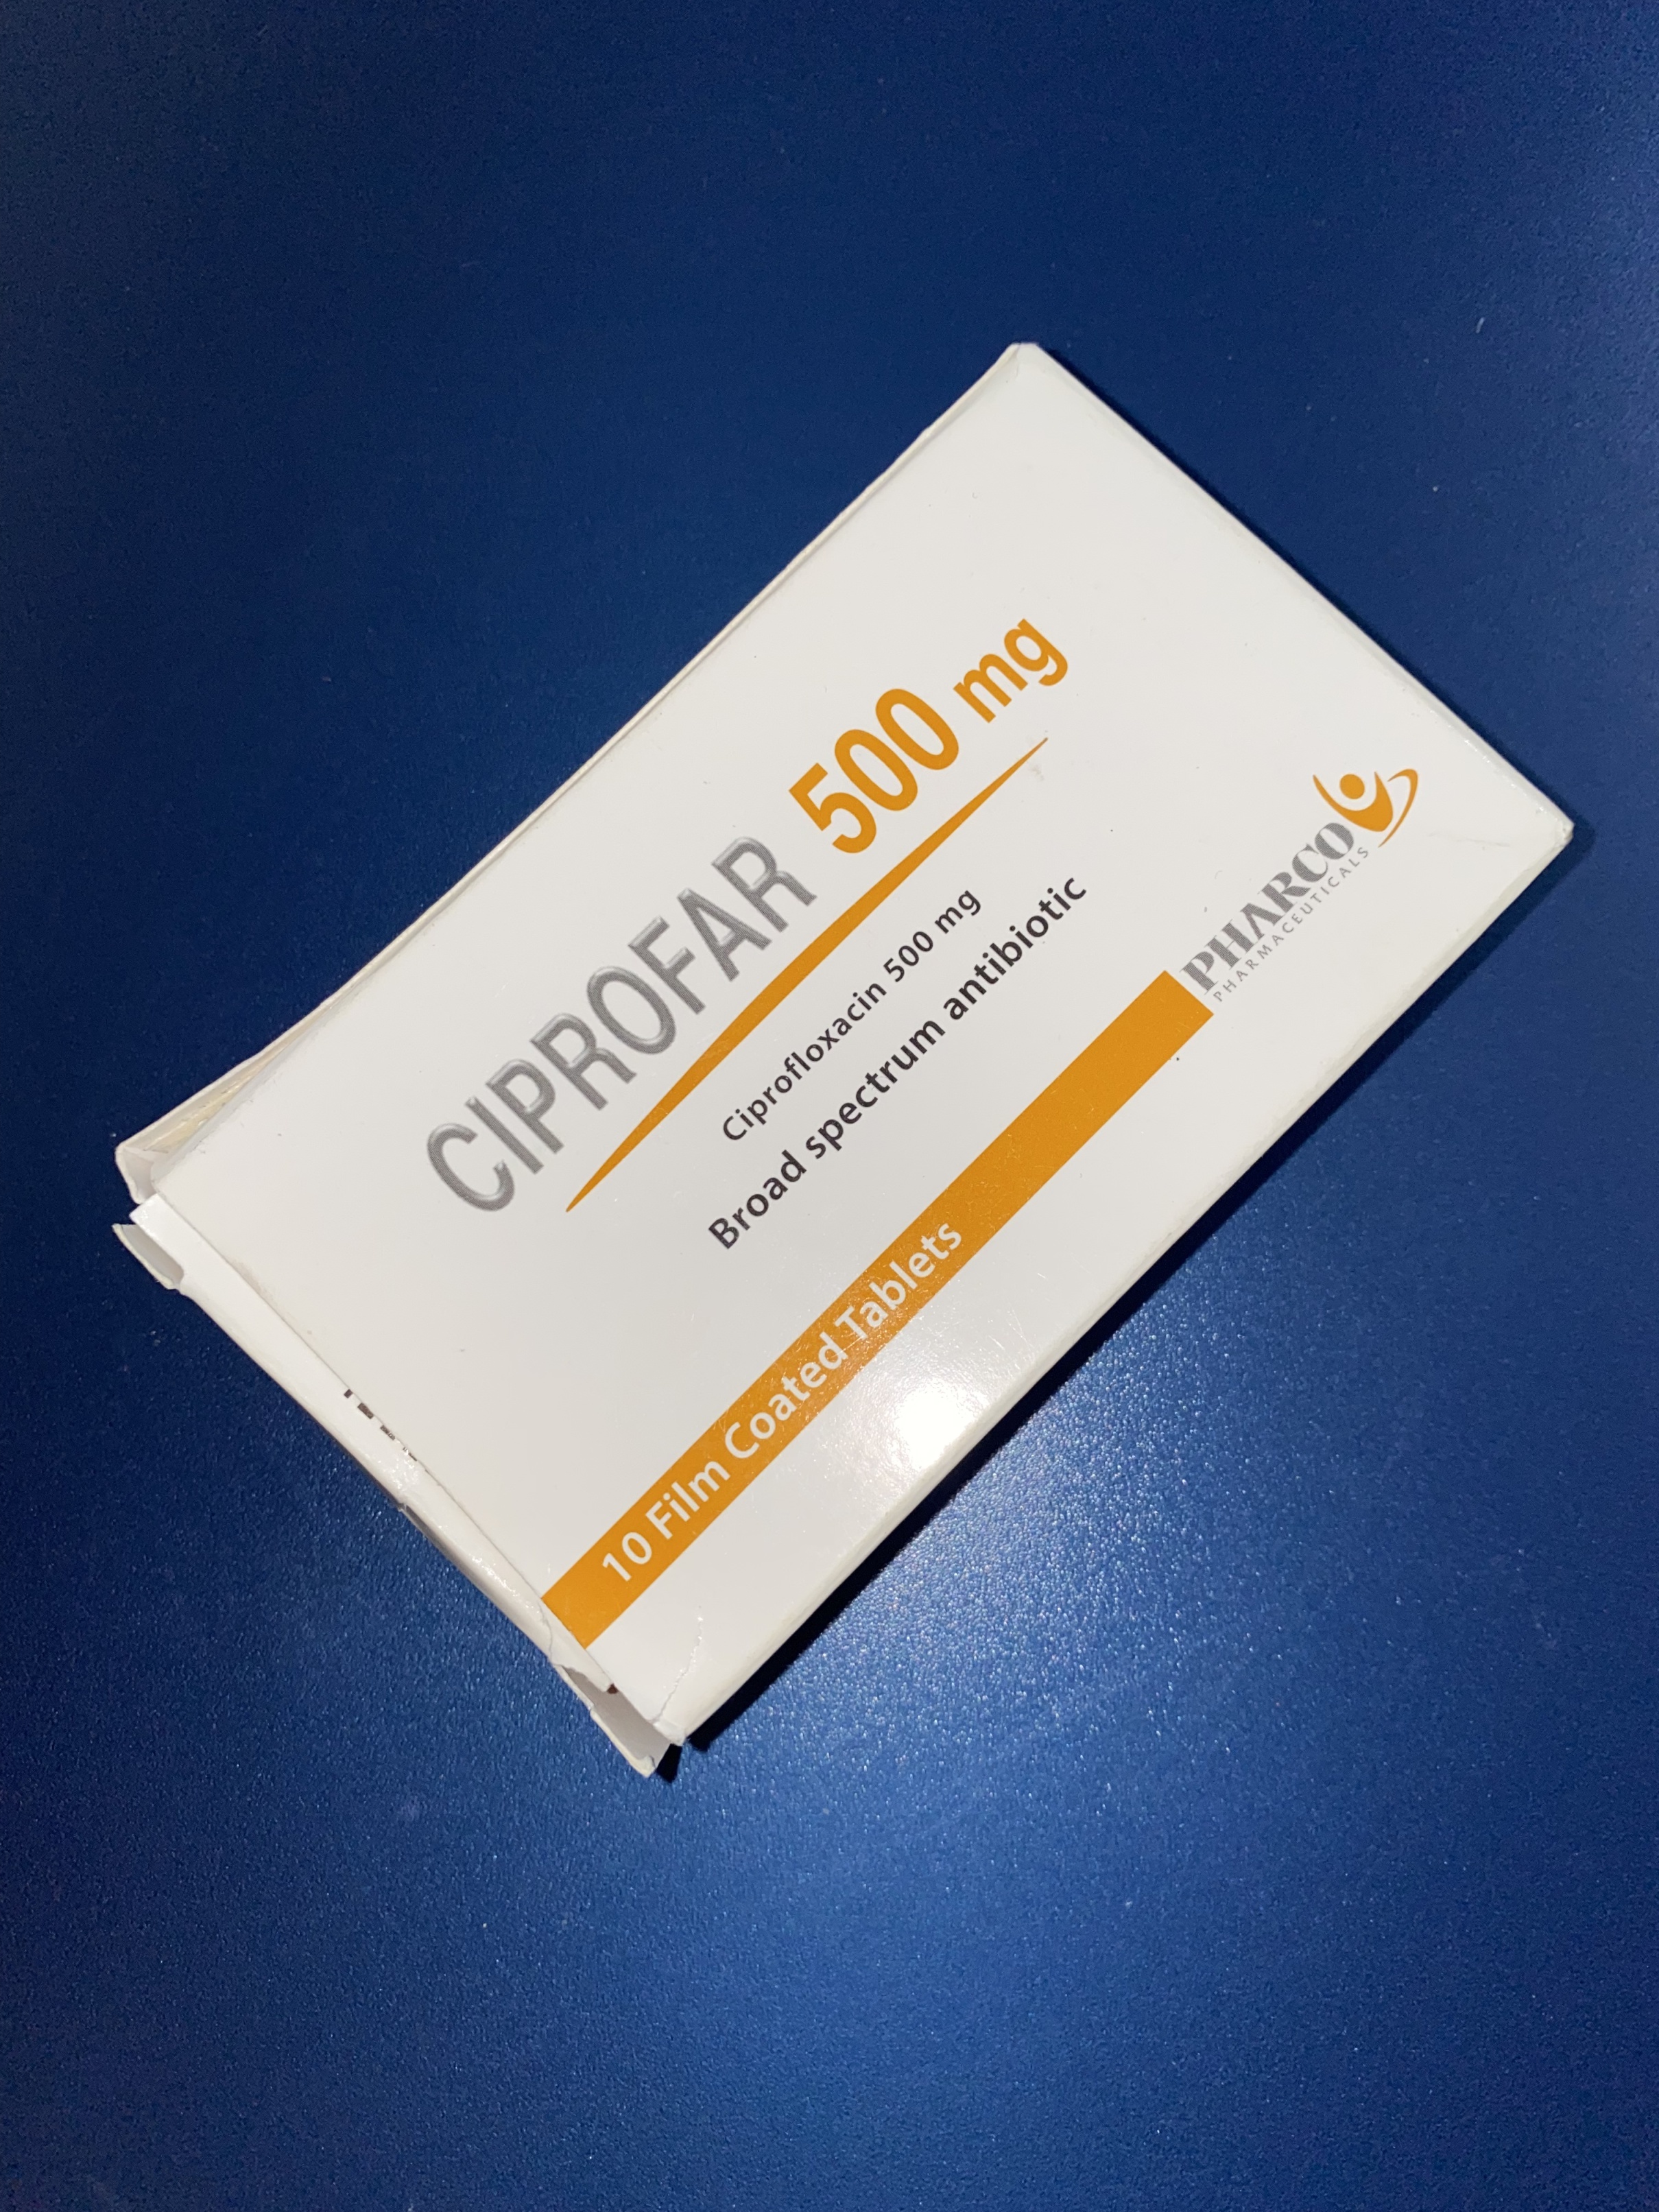 CIPROFAR 500 mg
Ciprofloxacin 500 mg
Broad spectrum antibiotic
10 Film Coated Tablets
PHARCO
PHARMACEUTICALS